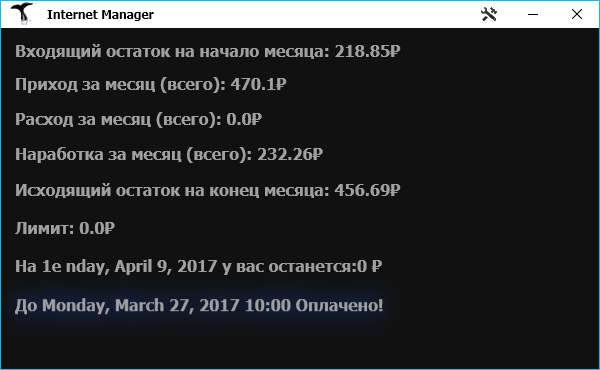 Internet Manager
Входящий остаток на начало месяца: 218.85₽
Приход за месяц (всего): 470.1₽
Расход за месяц (всего): 0.0₽
Наработка за месяц (всего): 232.26₽
Исходящий остаток на конец месяца: 456.69₽
Лимит: 0.0₽
На 1е nday, April 9, 2017 у вас останется:0 ₽
До Monday, March 27, 2017 10:00 Оплачено!